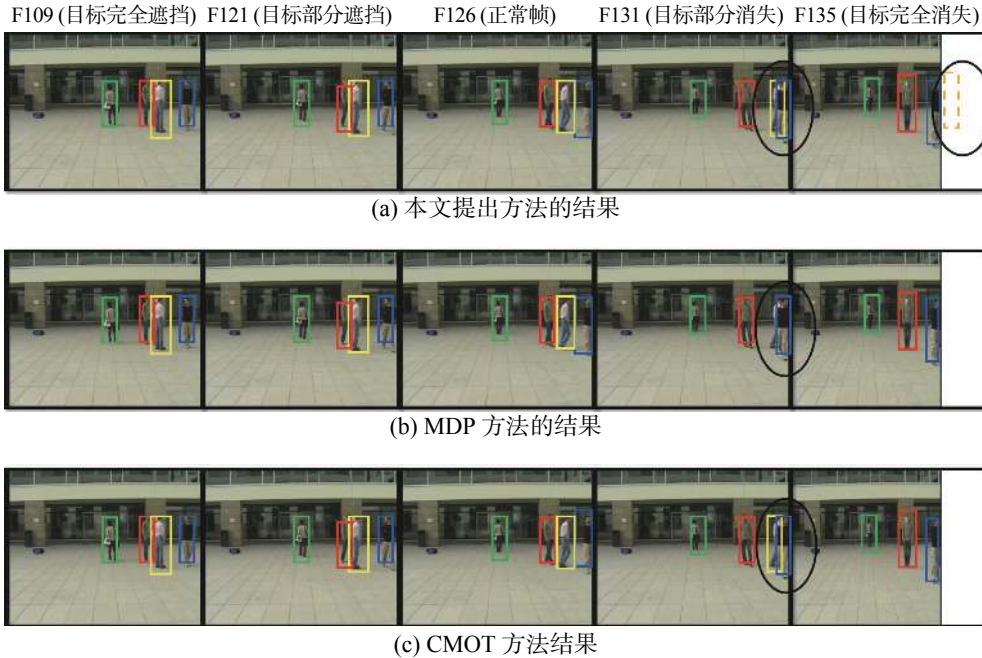 F109 (目标完全遮挡) F121 (目标部分遮挡) F126 (正常帧) F131 (目标部分消失) F135 (目标完全消失)
(a) 本文提出方法的结果
(b) MDP 方法的结果
(c) CMOT 方法结果